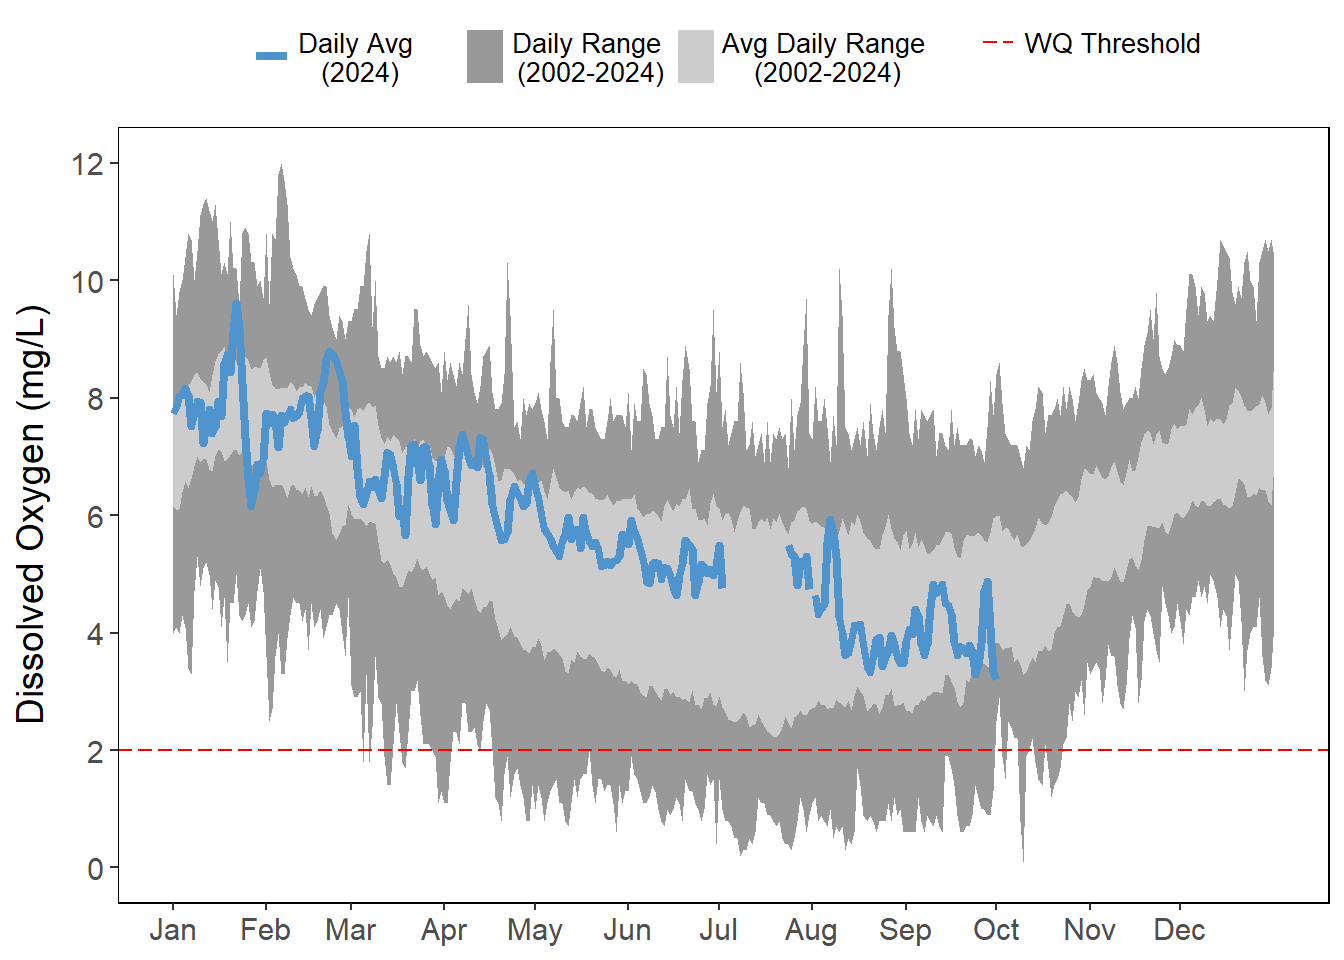 Daily Avg
(2024)
Daily Range
(2002-2024)
Avg Daily Range
(2002-2024)
WQ Threshold
Dissolved Oxygen (mg/L)
12
10
8
6
4
2
0
Jan Feb Mar Apr May Jun Jul Aug Sep Oct Nov Dec